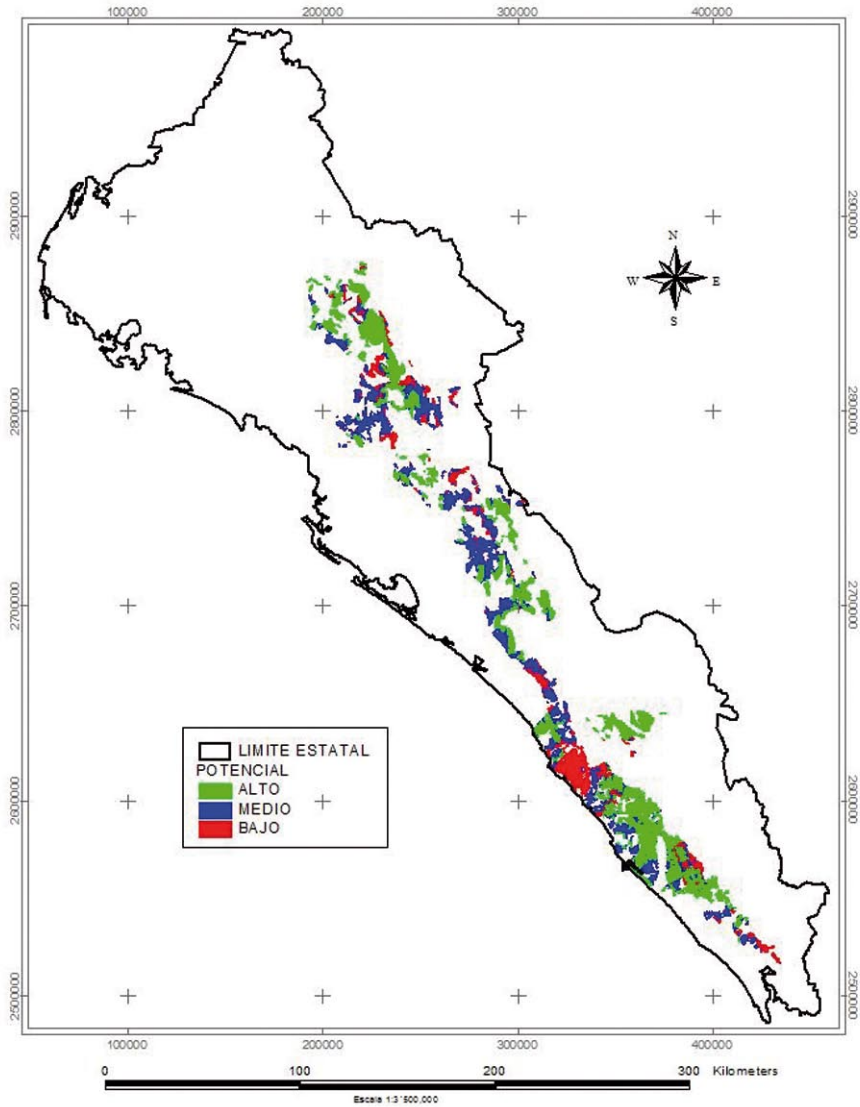 100000 200000 300000 400000
2900000 2900000
N
W E
S
2800000 2800000
2700000 2700000
LIMITE ESTATAL
POTENCIAL
ALTO
MEDIO
BAJO
2600000 2600000
2500000 2500000
100000 200000 300000 400000
0 100 200 300 Kilometers
Escala 1:3'500,000